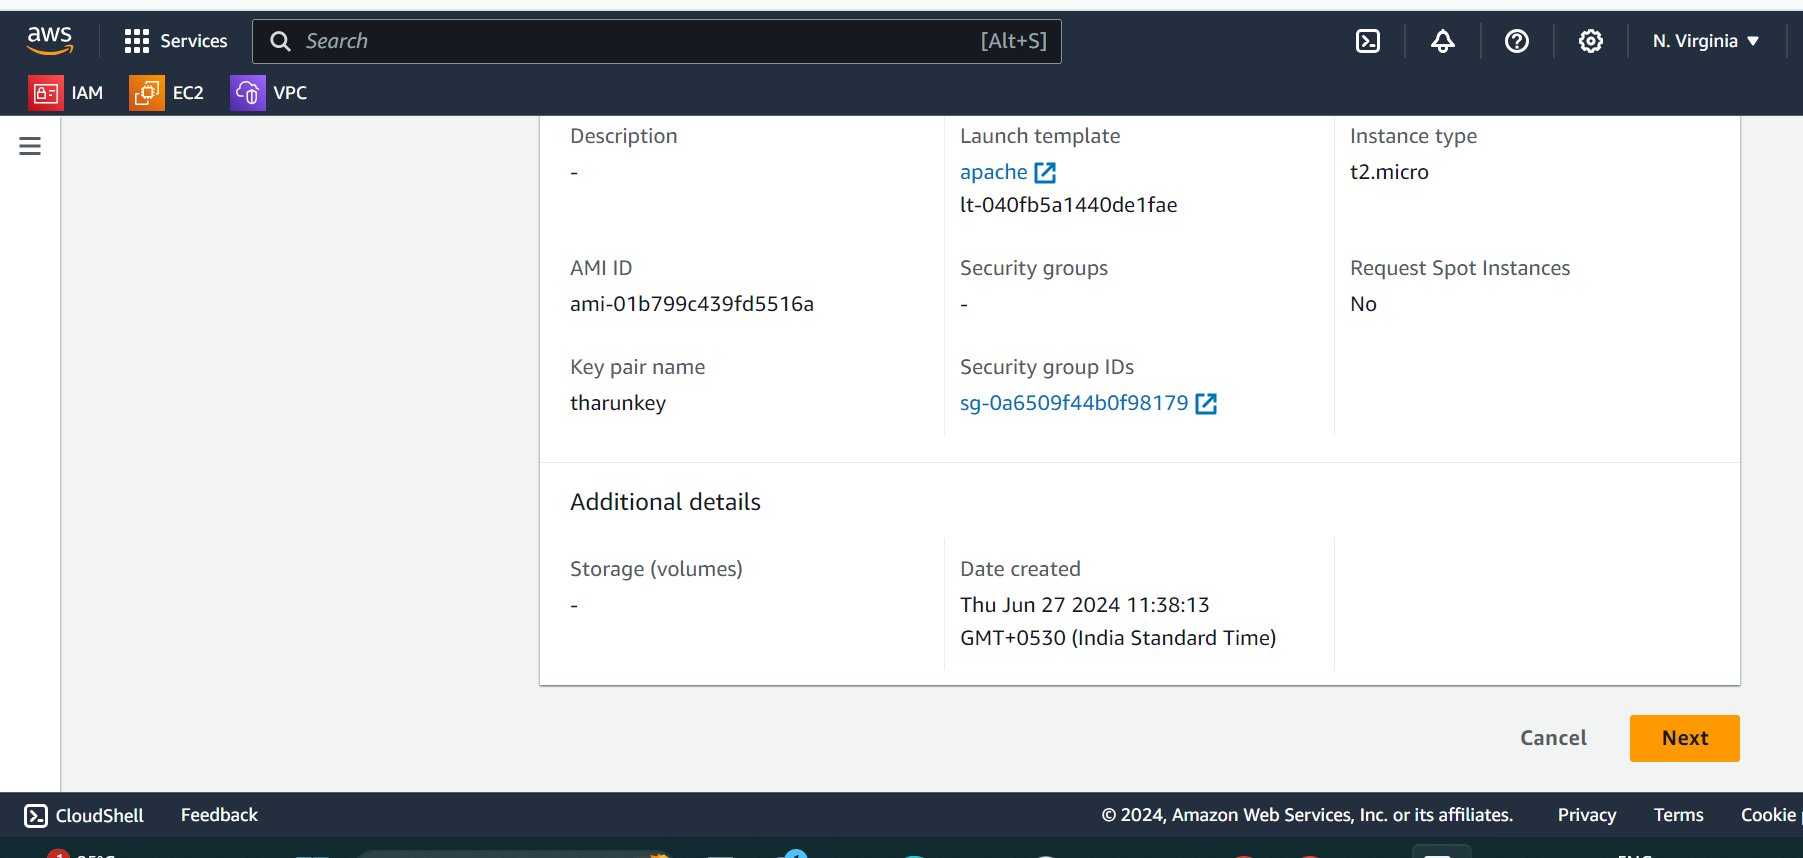 aws
Services
Search
[Alt+S]
N. Virginia
IAM
EC2
VPC
Description
-
Launch template
apache
lt-040fb5a1440de1fae
Instance type
t2.micro
AMI ID
ami-01b799c439fd5516a
Security groups
-
Request Spot Instances
No
Key pair name
tharunkey
Security group IDs
sg-0a6509f44b0f98179
Additional details
Storage (volumes)
-
Date created
Thu Jun 27 2024 11:38:13
GMT+0530 (India Standard Time)
Cancel
Next
CloudShell
Feedback
© 2024, Amazon Web Services, Inc. or its affiliates.
Privacy
Terms
Cookie